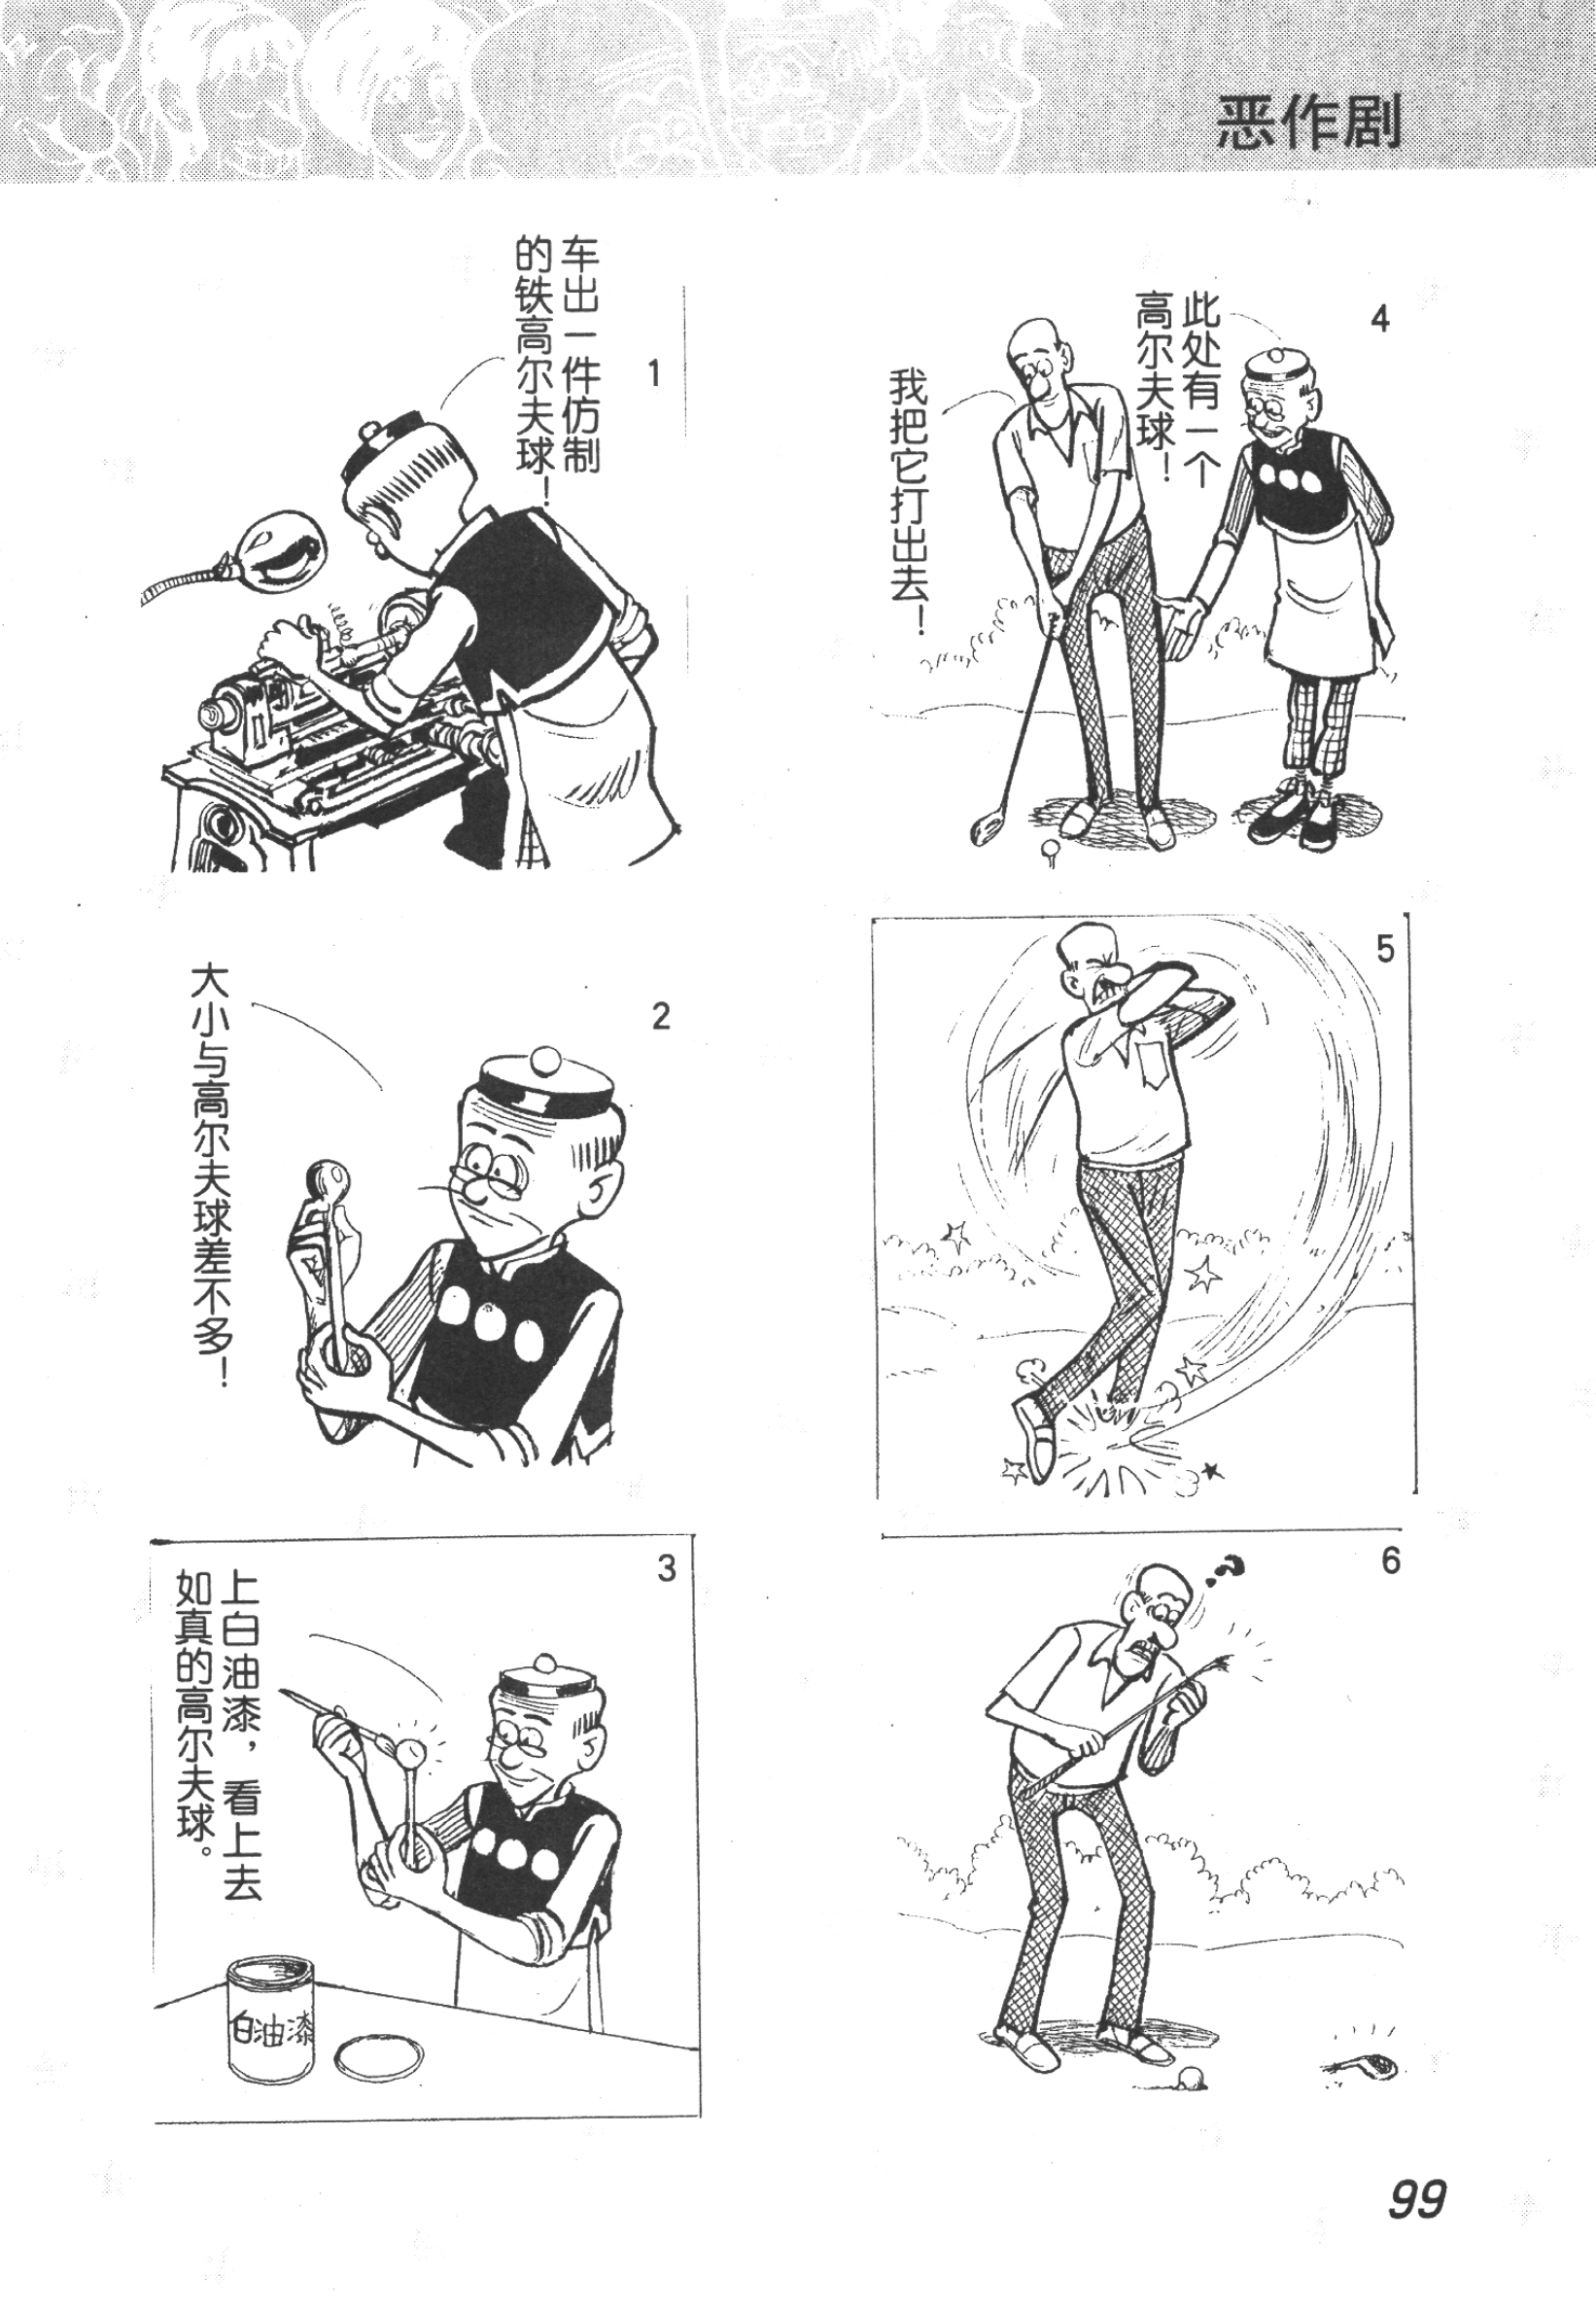 恶作剧
1
车出一件仿制
的铁高尔夫球！
2
大小与高尔夫球差不多！
3
上白油漆，看上去
如真的高尔夫球。
白油漆
4
此处有一个
高尔夫球！
我把它打出去！
5
6
?
99